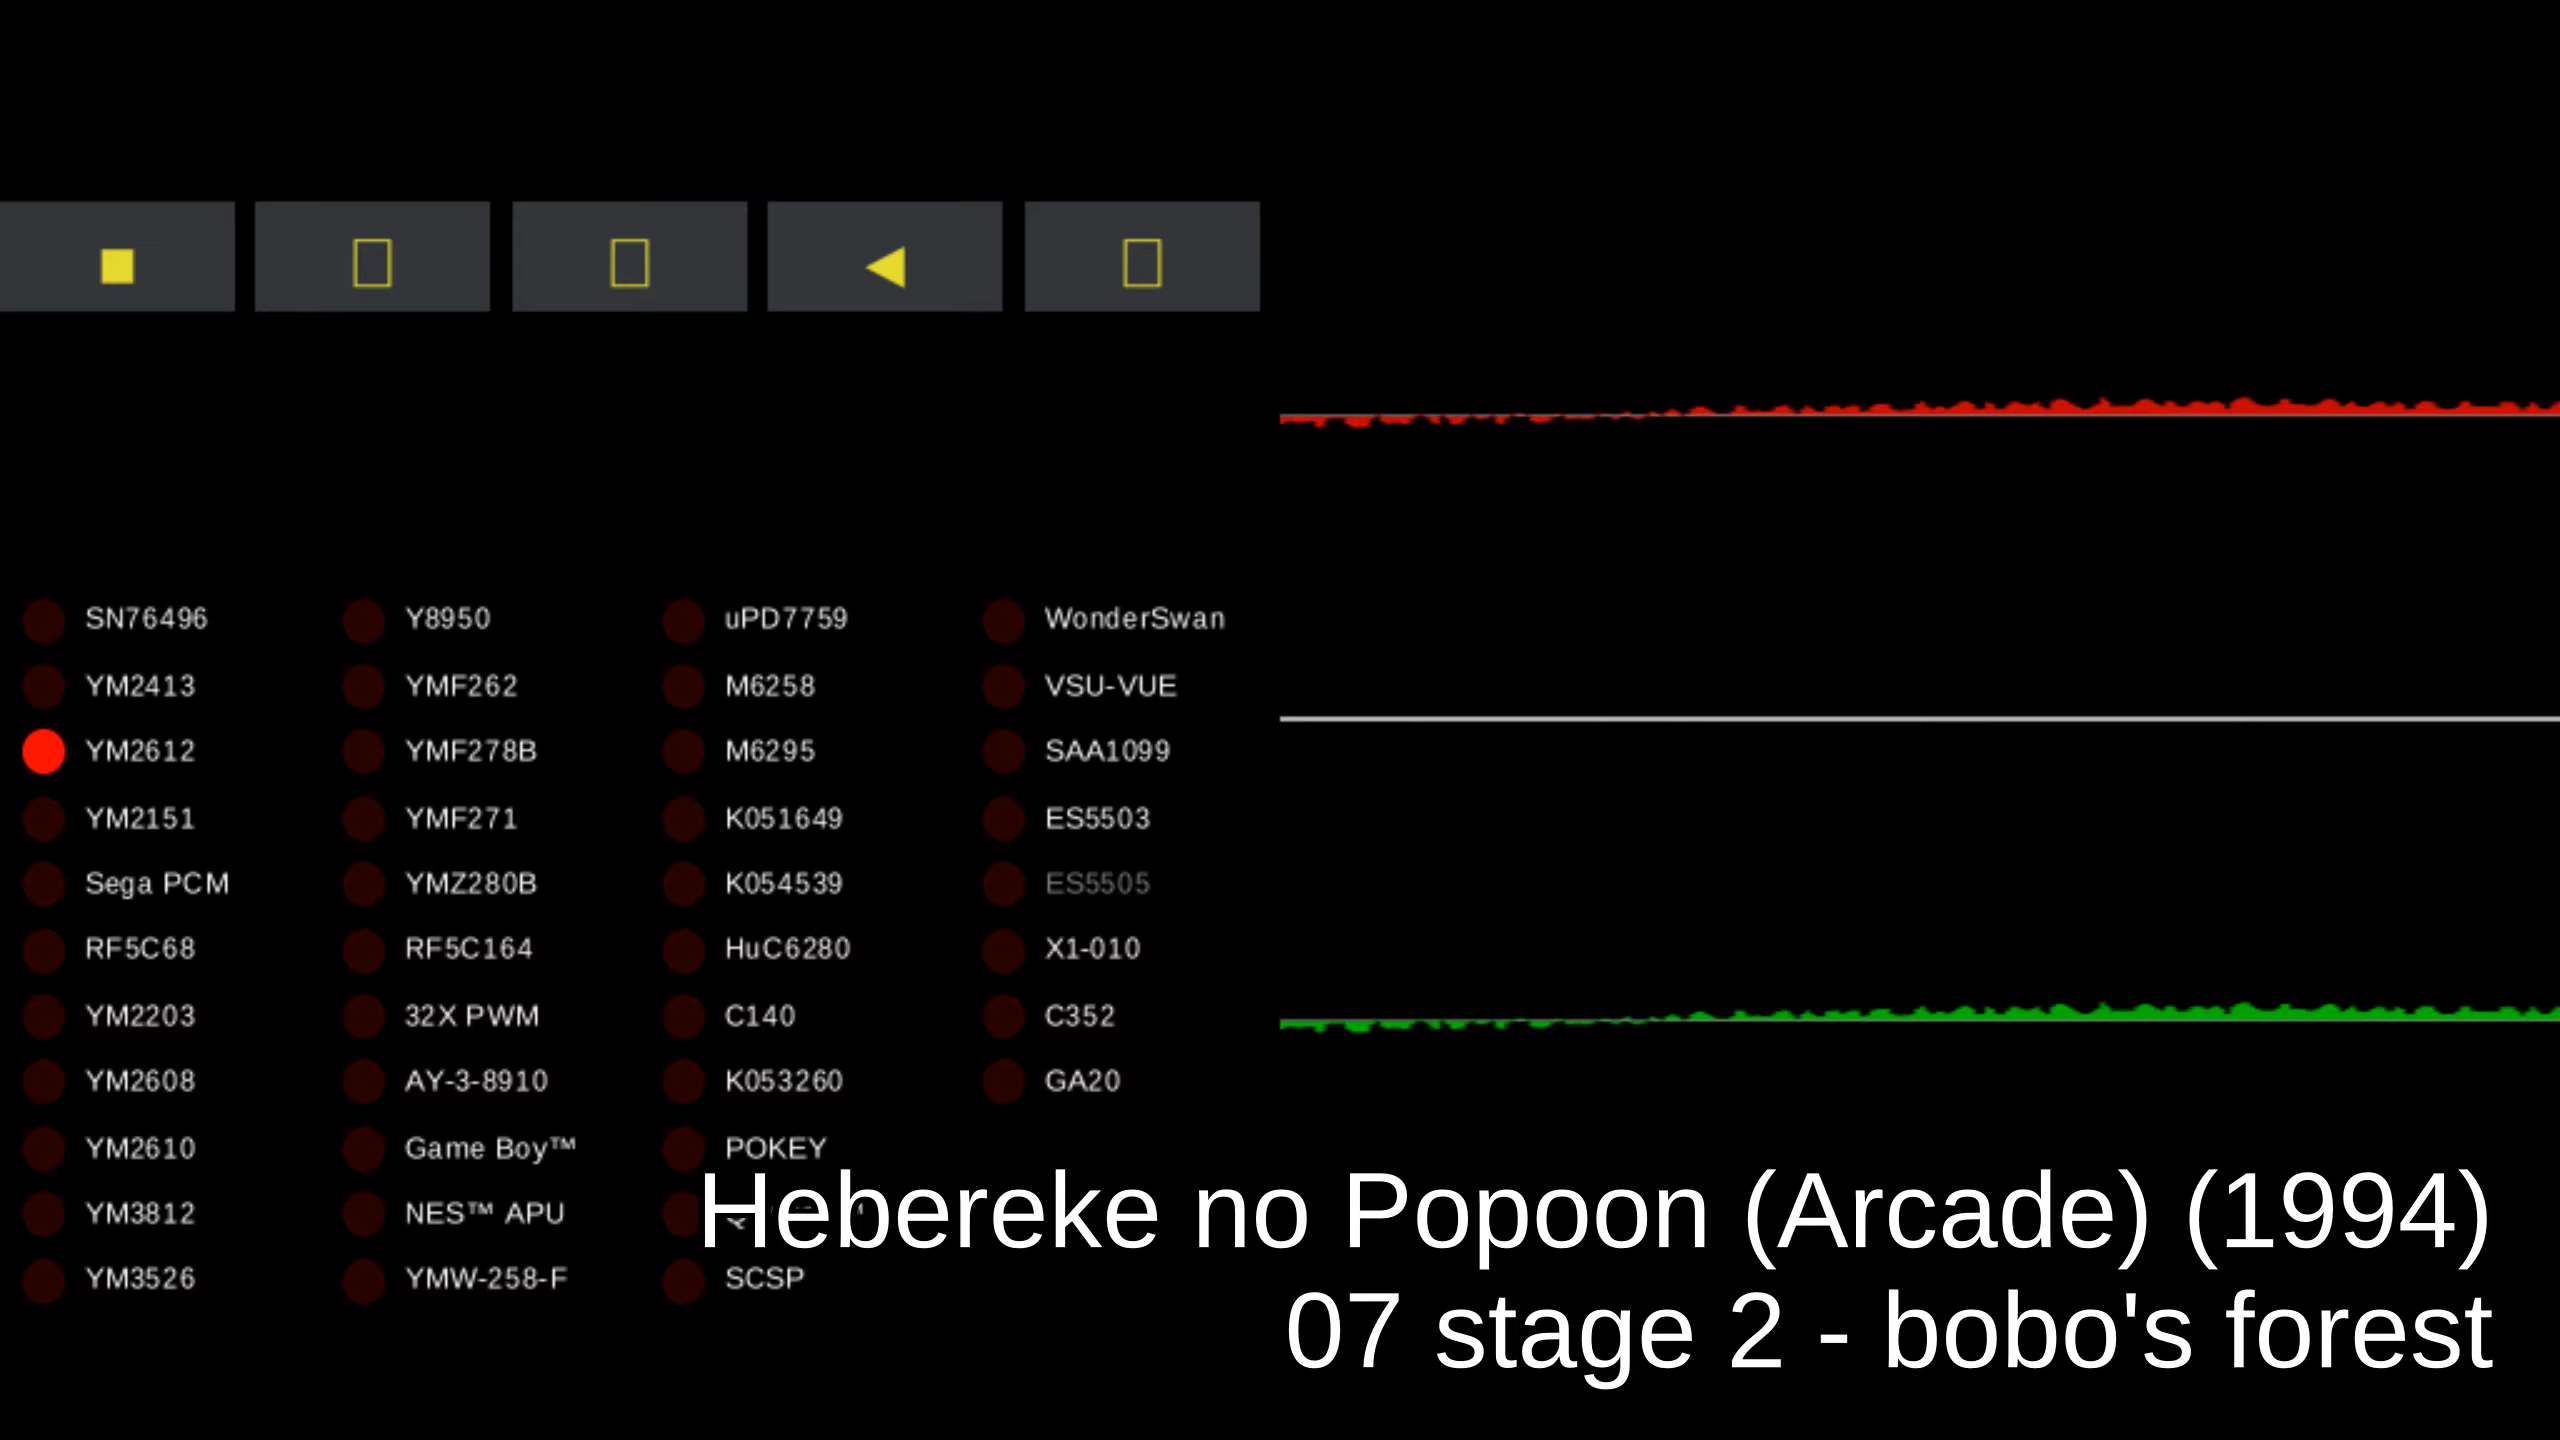 SN76496
YM2413
YM2612
YM2151
Sega PCM
RF5C68
YM2203
YM2608
YM2610
YM3812
YM3526
Y8950
YMF262
YMF278B
YMF271
YMZ280B
RF5C164
32X PWM
AY-3-8910
Game Boy™
NES™ APU
YMW-258-F
uPD7759
M6258
M6295
K051649
K054539
HuC6280
C140
K053260
POKEY
SCSP
WonderSwan
VSU-VUE
SAA1099
ES5503
ES5505
X1-010
C352
GA20
Hebereke no Popoon (Arcade) (1994)
07 stage 2 - bobo's forest